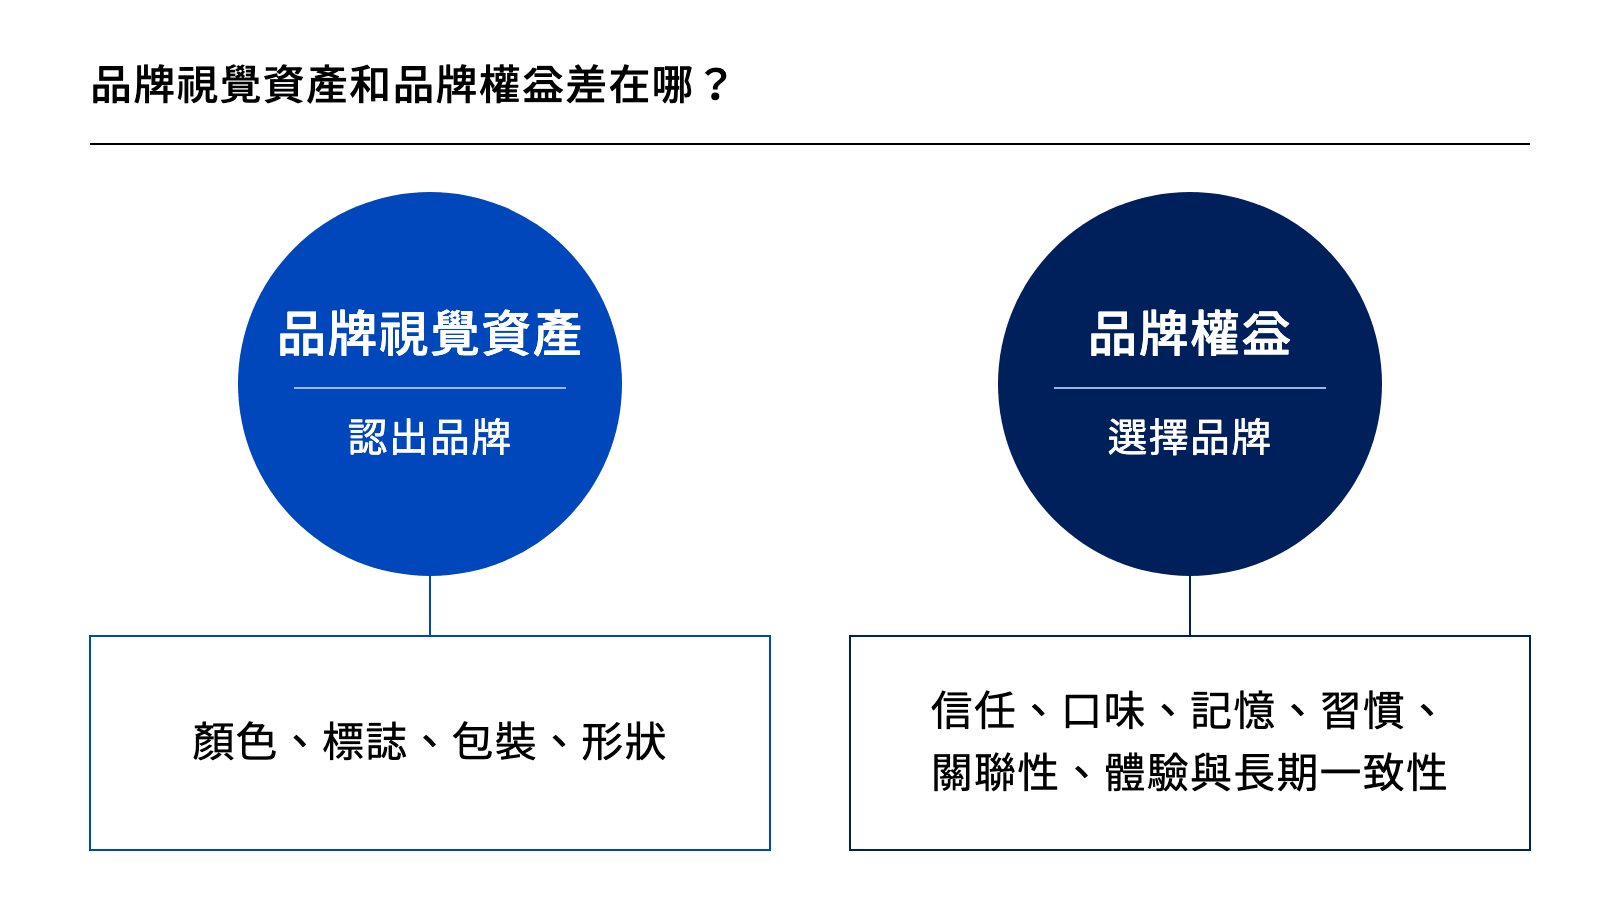 品牌視覺資產和品牌權益差在哪？
品牌視覺資產
認出品牌
顏色、標誌、包裝、形狀
品牌權益
選擇品牌
信任、口味、記憶、習慣、
關聯性、體驗與長期一致性